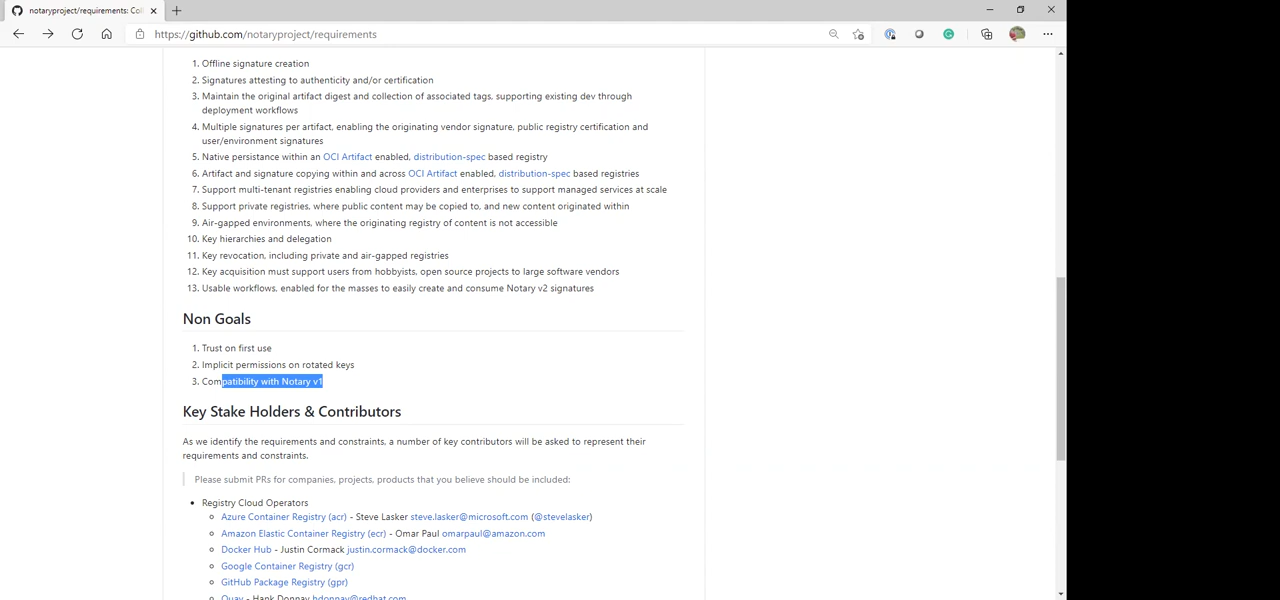 notaryproject/requirements: Coll
https://github.com/notaryproject/requirements
1. Offline signature creation
2. Signatures attesting to authenticity and/or certification
3. Maintain the original artifact digest and collection of associated tags, supporting existing dev through
deployment workflows
4. Multiple signatures per artifact, enabling the originating vendor signature, public registry certification and
user/environment signatures
5. Native persistance within an OCI Artifact enabled, distribution-spec based registry
6. Artifact and signature copying within and across OCI Artifact enabled, distribution-spec based registries
7. Support multi-tenant registries enabling cloud providers and enterprises to support managed services at scale
8. Support private registries, where public content may be copied to, and new content originated within
9. Air-gapped environments, where the originating registry of content is not accessible
10. Key hierarchies and delegation
11. Key revocation, including private and air-gapped registries
12. Key acquisition must support users from hobbyists, open source projects to large software vendors
13. Usable workflows, enabled for the masses to easily create and consume Notary v2 signatures
Non Goals
1. Trust on first use
2. Implicit permissions on rotated keys
3. Compatibility with Notary v1
Key Stake Holders & Contributors
As we identify the requirements and constraints, a number of key contributors will be asked to represent their
requirements and constraints.
Please submit PRs for companies, projects, products that you believe should be included:
• Registry Cloud Operators
◦ Azure Container Registry (acr) - Steve Lasker steve.lasker@microsoft.com (@stevelasker)
◦ Amazon Elastic Container Registry (ecr) - Omar Paul omarpaul@amazon.com
◦ Docker Hub - Justin Cormack justin.cormack@docker.com
◦ Google Container Registry (gcr)
◦ GitHub Package Registry (gpr)
◦ Quay - Hank Donnay hdonnay@redhat.com